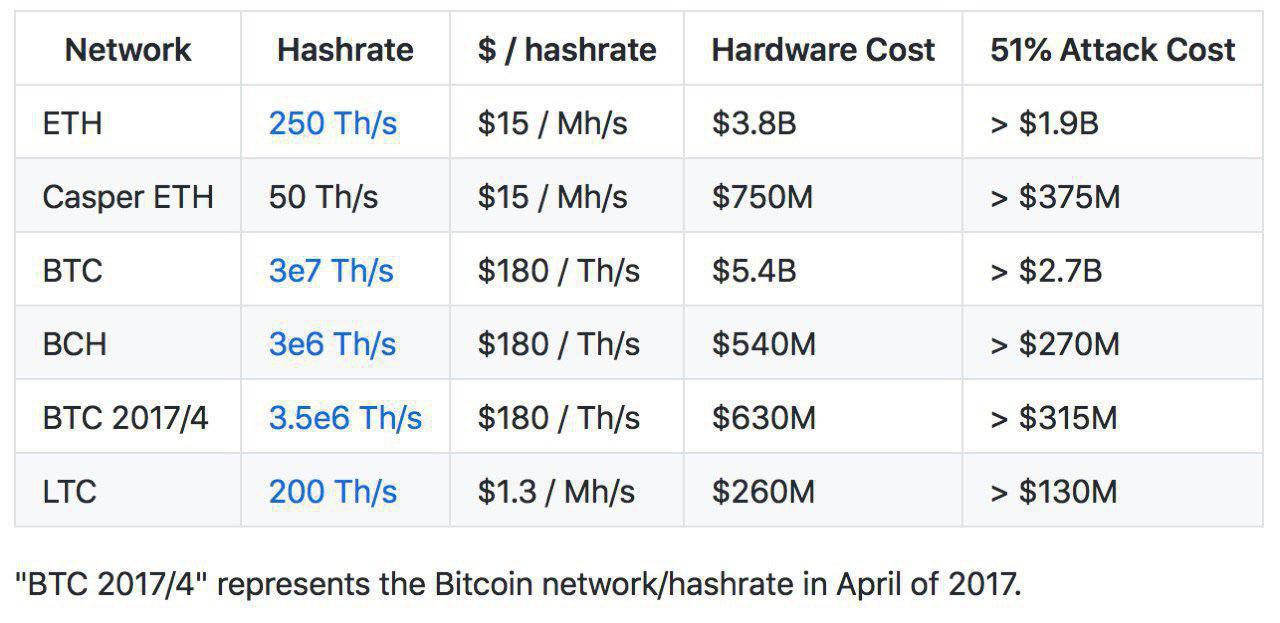 Network Hashrate $ / hashrate Hardware Cost 51% Attack Cost
ETH 250 Th/s $15 / Mh/s $3.8B > $1.9B
Casper ETH 50 Th/s $15 / Mh/s $750M > $375M
BTC 3e7 Th/s $180 / Th/s $5.4B > $2.7B
BCH 3e6 Th/s $180 / Th/s $540M > $270M
BTC 2017/4 3.5e6 Th/s $180 / Th/s $630M > $315M
LTC 200 Th/s $1.3 / Mh/s $260M > $130M
"BTC 2017/4" represents the Bitcoin network/hashrate in April of 2017.